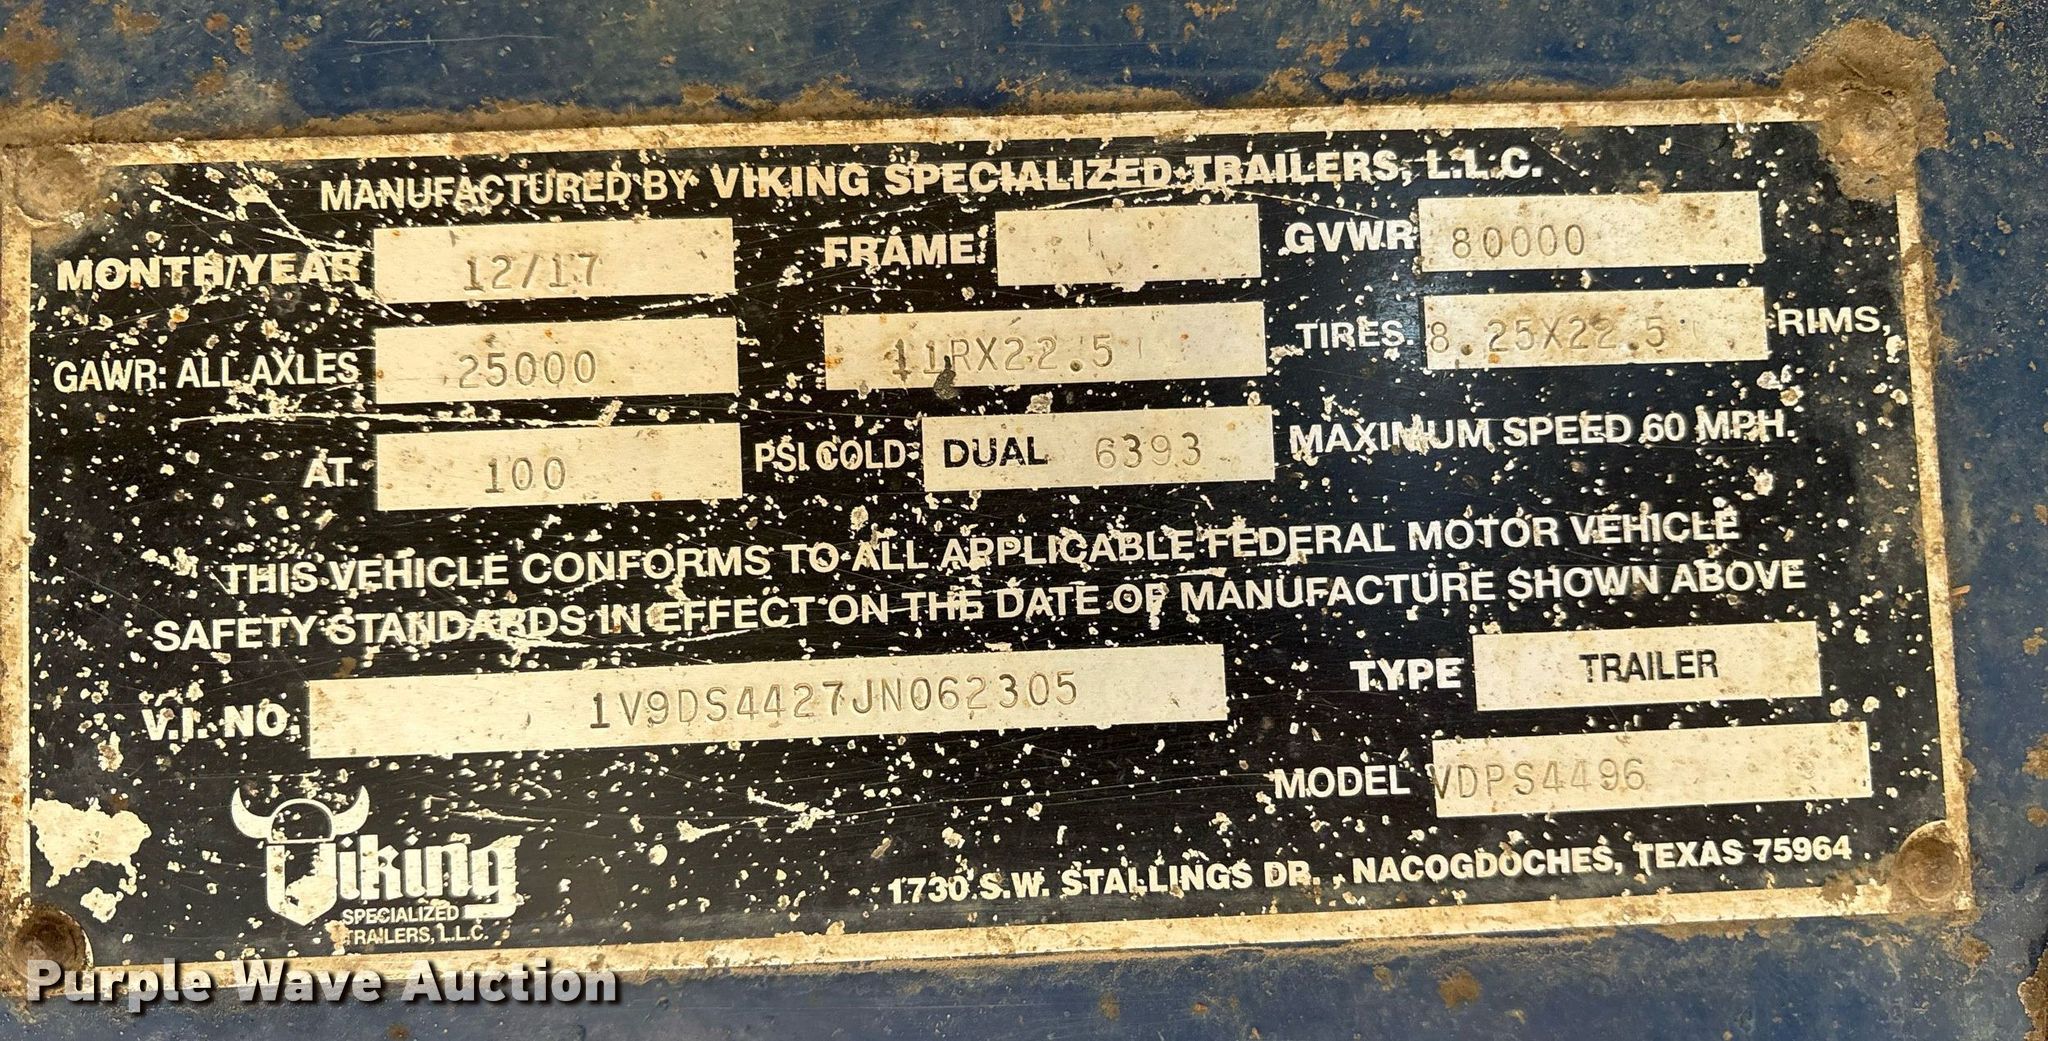 MANUFACTURED BY VIKING SPECIALIZED TRAILERS, L.L.C.
MONTH/YEAR 12/17 FRAME GVWR 80000
GAWR: ALL AXLES 25000 11RX22.5 TIRES. 8.25X22.5 RIMS,
AT. 100 PSI COLD DUAL 6393 MAXIMUM SPEED 60 MPH.
THIS VEHICLE CONFORMS TO ALL APPLICABLE FEDERAL MOTOR VEHICLE
SAFETY STANDARDS IN EFFECT ON THE DATE OF MANUFACTURE SHOWN ABOVE
V.I. NO. 1V9DS4427JN062305 TYPE TRAILER
MODEL VDPS4496
Viking
SPECIALIZED
TRAILERS, L.L.C.
1730 S.W. STALLINGS DR., NACOGDOCHES, TEXAS 75964
Purple Wave Auction